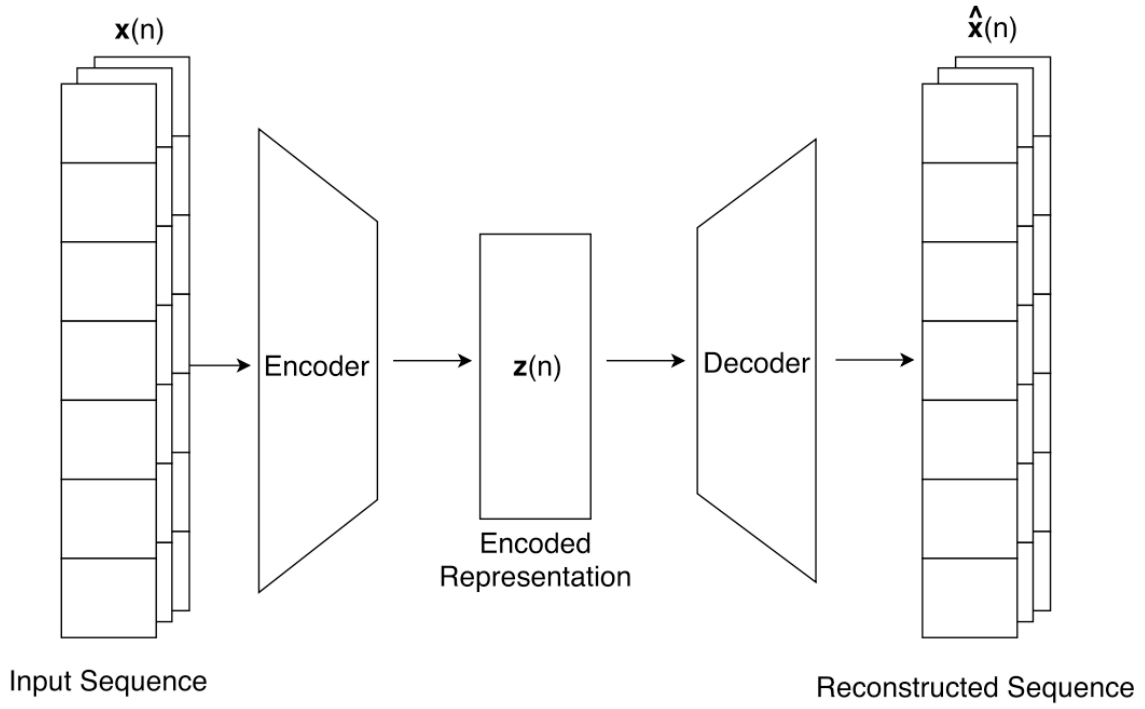 x(n)
x̂(n)
Encoder
z(n)
Decoder
Encoded
Representation
Input Sequence
Reconstructed Sequence